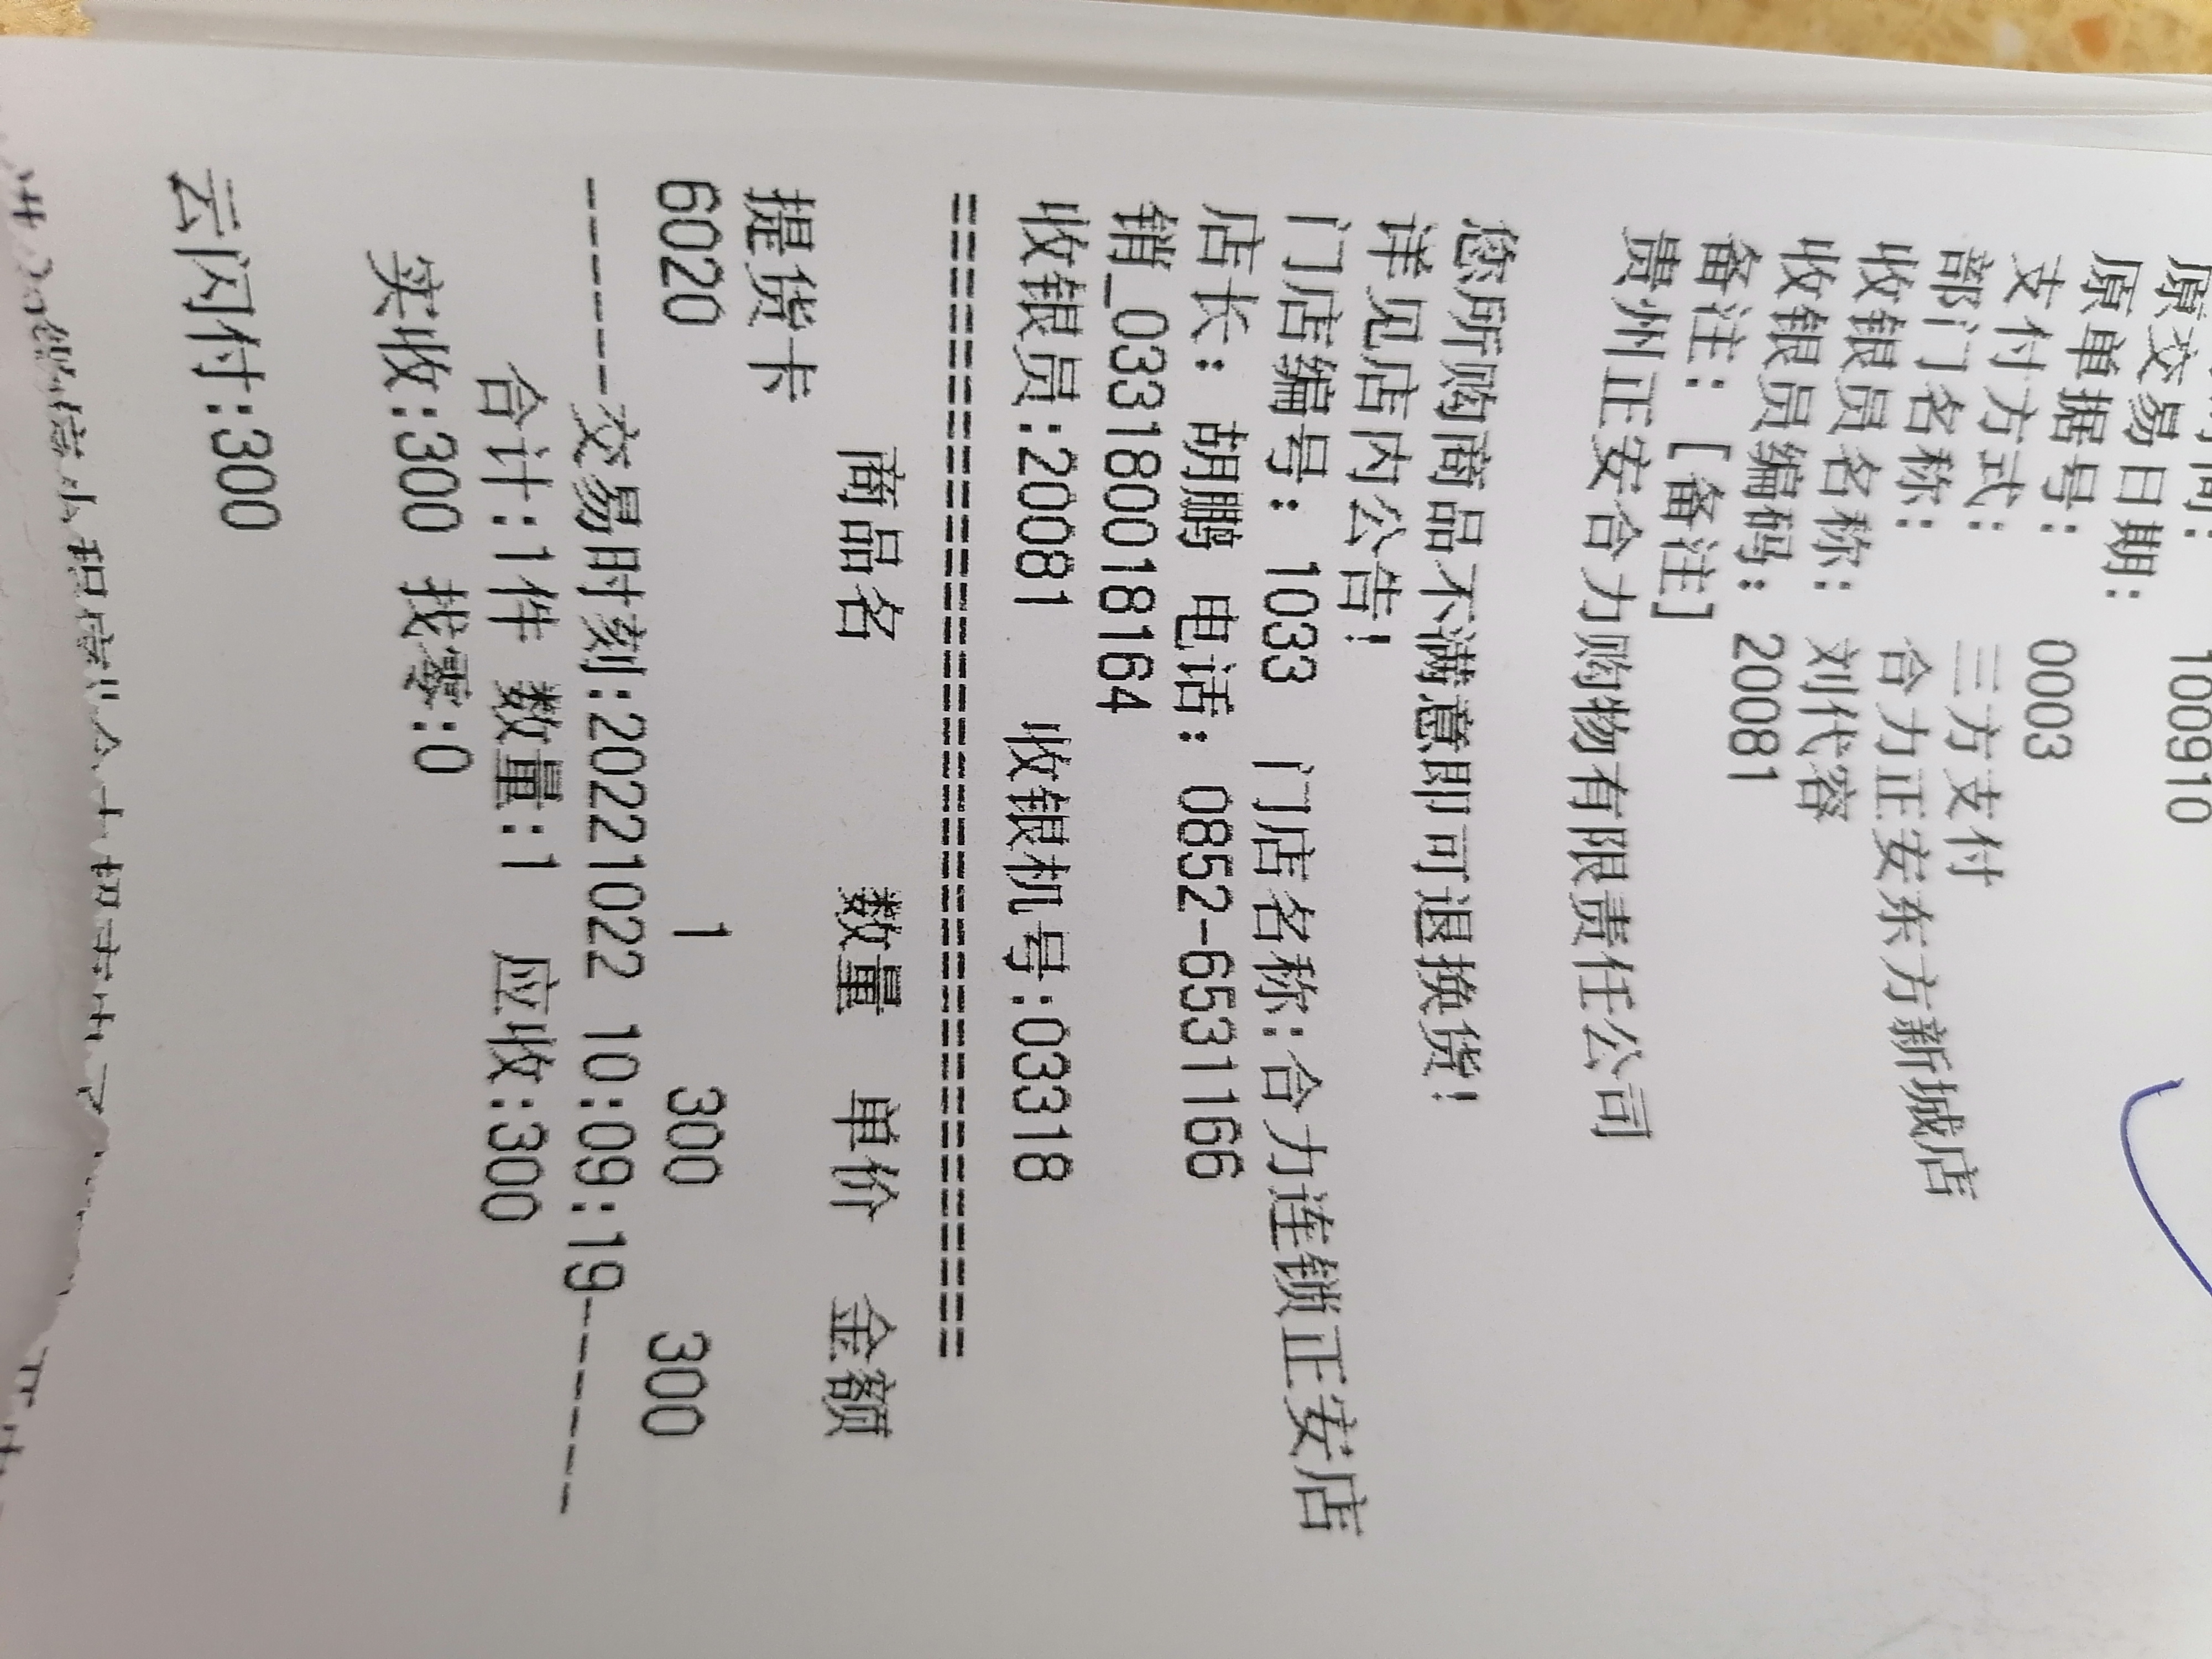 100910
原交易日期:
原单据号: 0003
支付方式: 三方支付
部门名称: 合力正安东方新城店
收银员名称: 刘代容
收银员编码: 20081
备注: [备注]
贵州正安合力购物有限责任公司
您所购商品不满意即可退换货!
详见店内公告!
门店编号: 1033 门店名称:合力连锁正安店
店长: 胡鹏 电话: 0852-6531166
销_0331800181​64
收银员:20081 收银机号:03318
================================
商品名 数量 单价 金额
提货卡
6020 1 300 300
------交易时刻:20221022 10:09:19------
合计:1件 数量:1 应收:300
实收:300 找零:0
云闪付:300